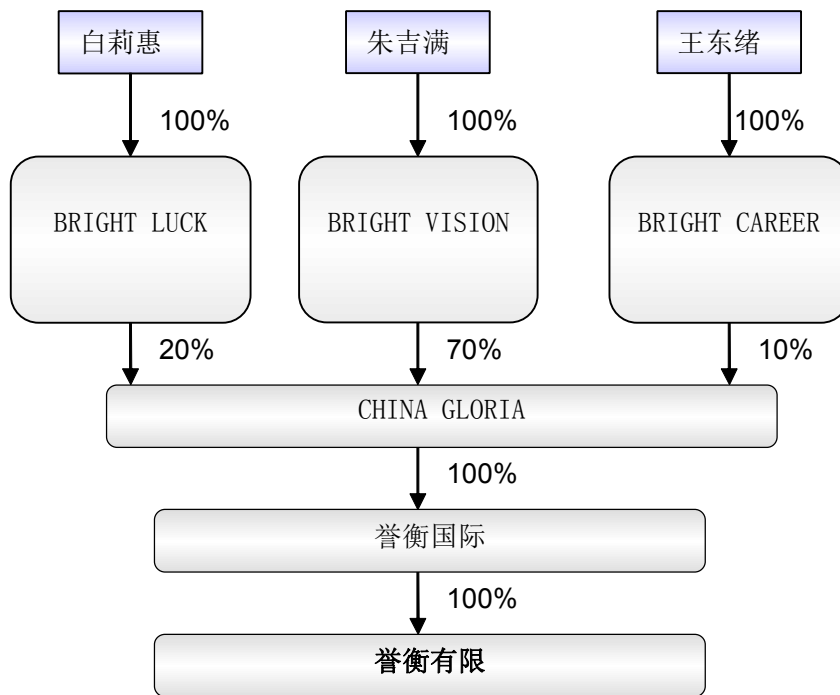 白莉惠
朱吉满
王东绪
100%
100%
100%
BRIGHT LUCK
BRIGHT VISION
BRIGHT CAREER
20%
70%
10%
CHINA GLORIA
100%
誉衡国际
100%
誉衡有限